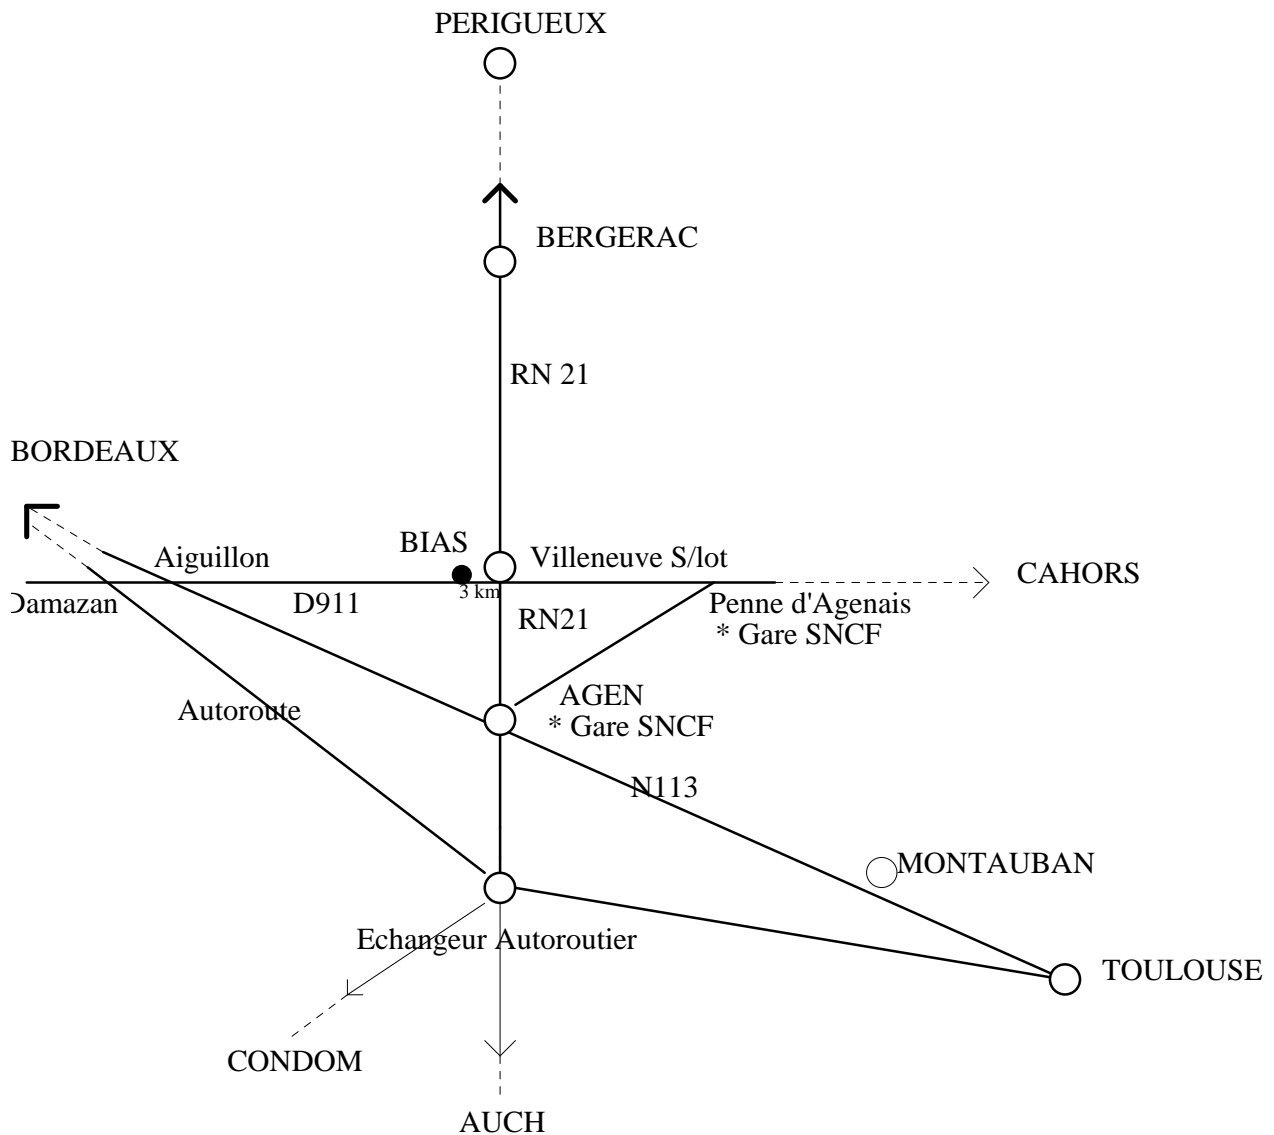 PERIGUEUX
BERGERAC
RN 21
BORDEAUX
BIAS
Aiguillon
Villeneuve S/lot
CAHORS
3 km
Damazan
D911
Penne d'Agenais
RN21
* Gare SNCF
AGEN
Autoroute
* Gare SNCF
N113
MONTAUBAN
Echangeur Autoroutier
TOULOUSE
CONDOM
AUCH